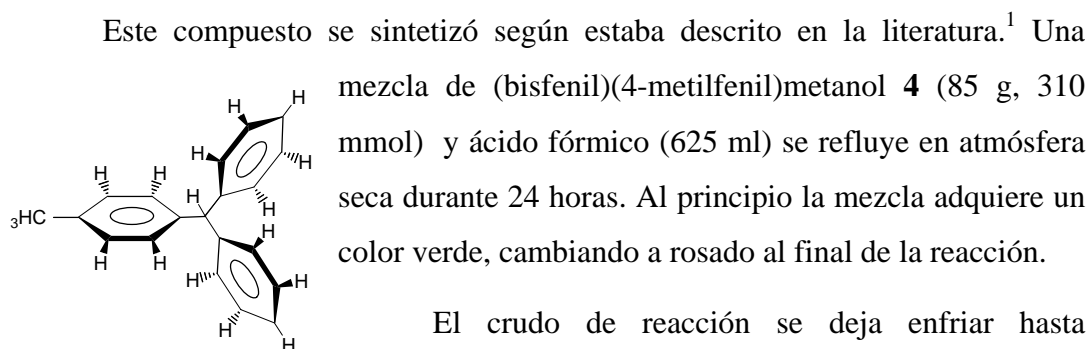 Este compuesto se sintetizó según estaba descrito en la literatura.1 Una
mezcla de (bisfenil)(4-metilfenil)metanol 4 (85 g, 310
mmol) y ácido fórmico (625 ml) se refluye en atmósfera
seca durante 24 horas. Al principio la mezcla adquiere un
color verde, cambiando a rosado al final de la reacción.
El crudo de reacción se deja enfriar hasta
H
H
H
H
H
H
H
H
3HC
H
H
H
H
H
H
H